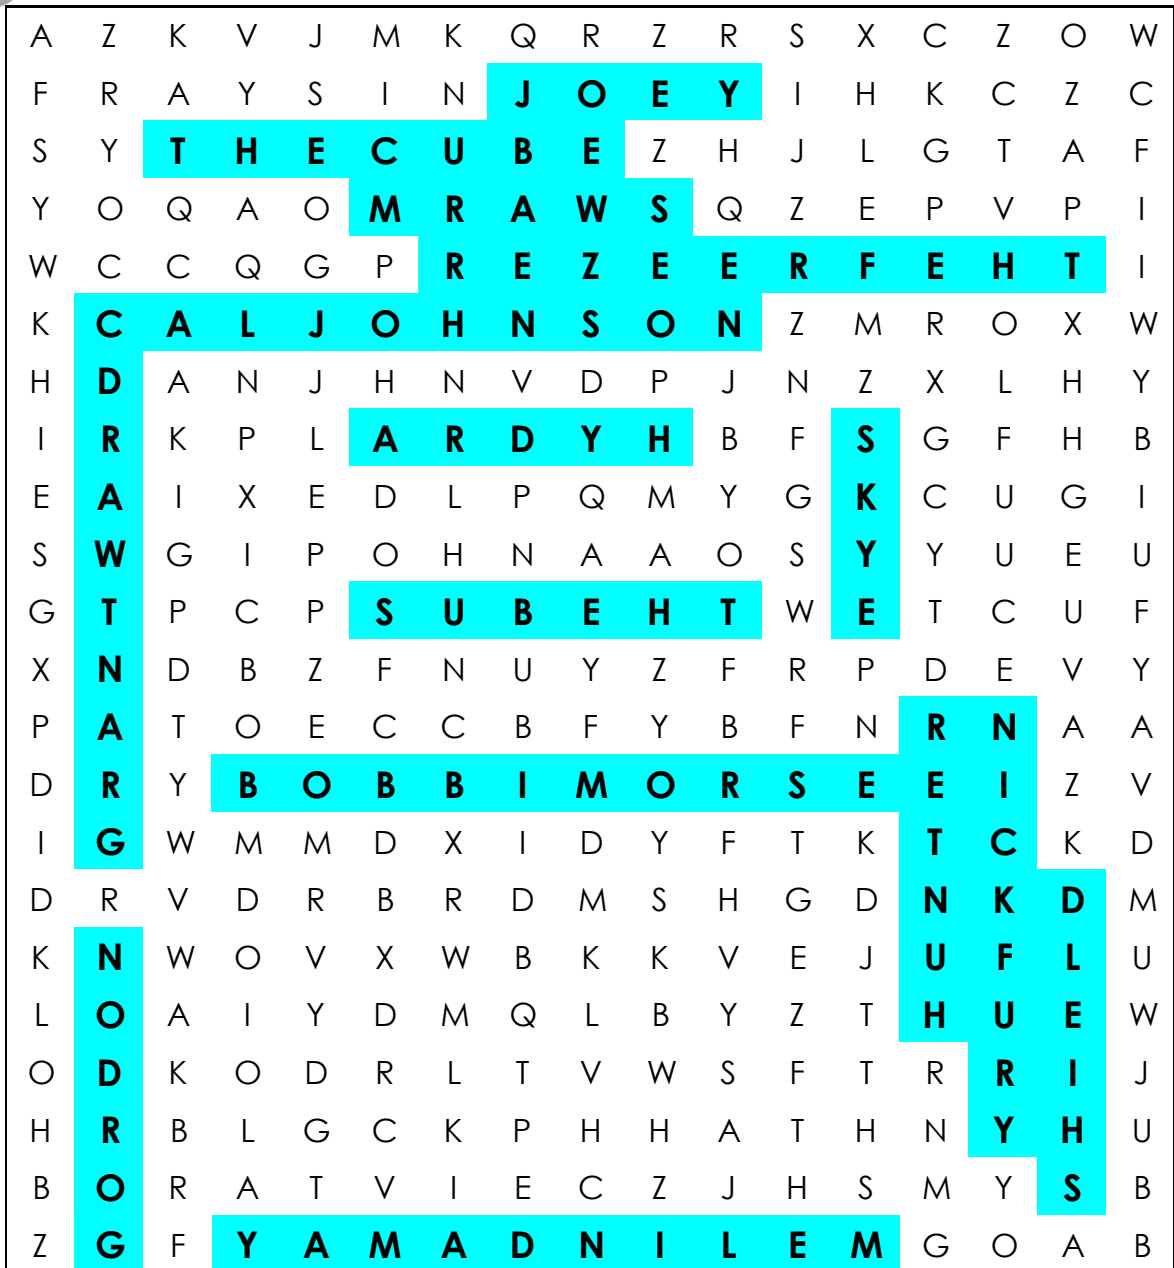 A Z K V J M K Q R Z R S X C Z O W
F R A Y S I N J O E Y I H K C Z C
S Y T H E C U B E Z H J L G T A F
Y O Q A O M R A W S Q Z E P V P I
W C C Q G P R E Z E E R F E H T I
K C A L J O H N S O N Z M R O X W
H D A N J H N V D P J N Z X L H Y
I R K P L A R D Y H B F S G F H B
E A I X E D L P Q M Y G K C U G I
S W G I P O H N A A O S Y Y U E U
G T P C P S U B E H T W E T C U F
X N D B Z F N U Y Z F R P D E V Y
P A T O E C C B F Y B F N R N A A
D R Y B O B B I M O R S E E I Z V
I G W M M D X I D Y F T K T C K D
D R V D R B R D M S H G D N K D M
K N W O V X W B K K V E J U F L U
L O A I Y D M Q L B Y Z T H U E W
O D K O D R L T V W S F T R R I J
H R B L G C K P H H A T H N Y H U
B O R A T V I E C Z J H S M Y S B
Z G F Y A M A D N I L E M G O A B